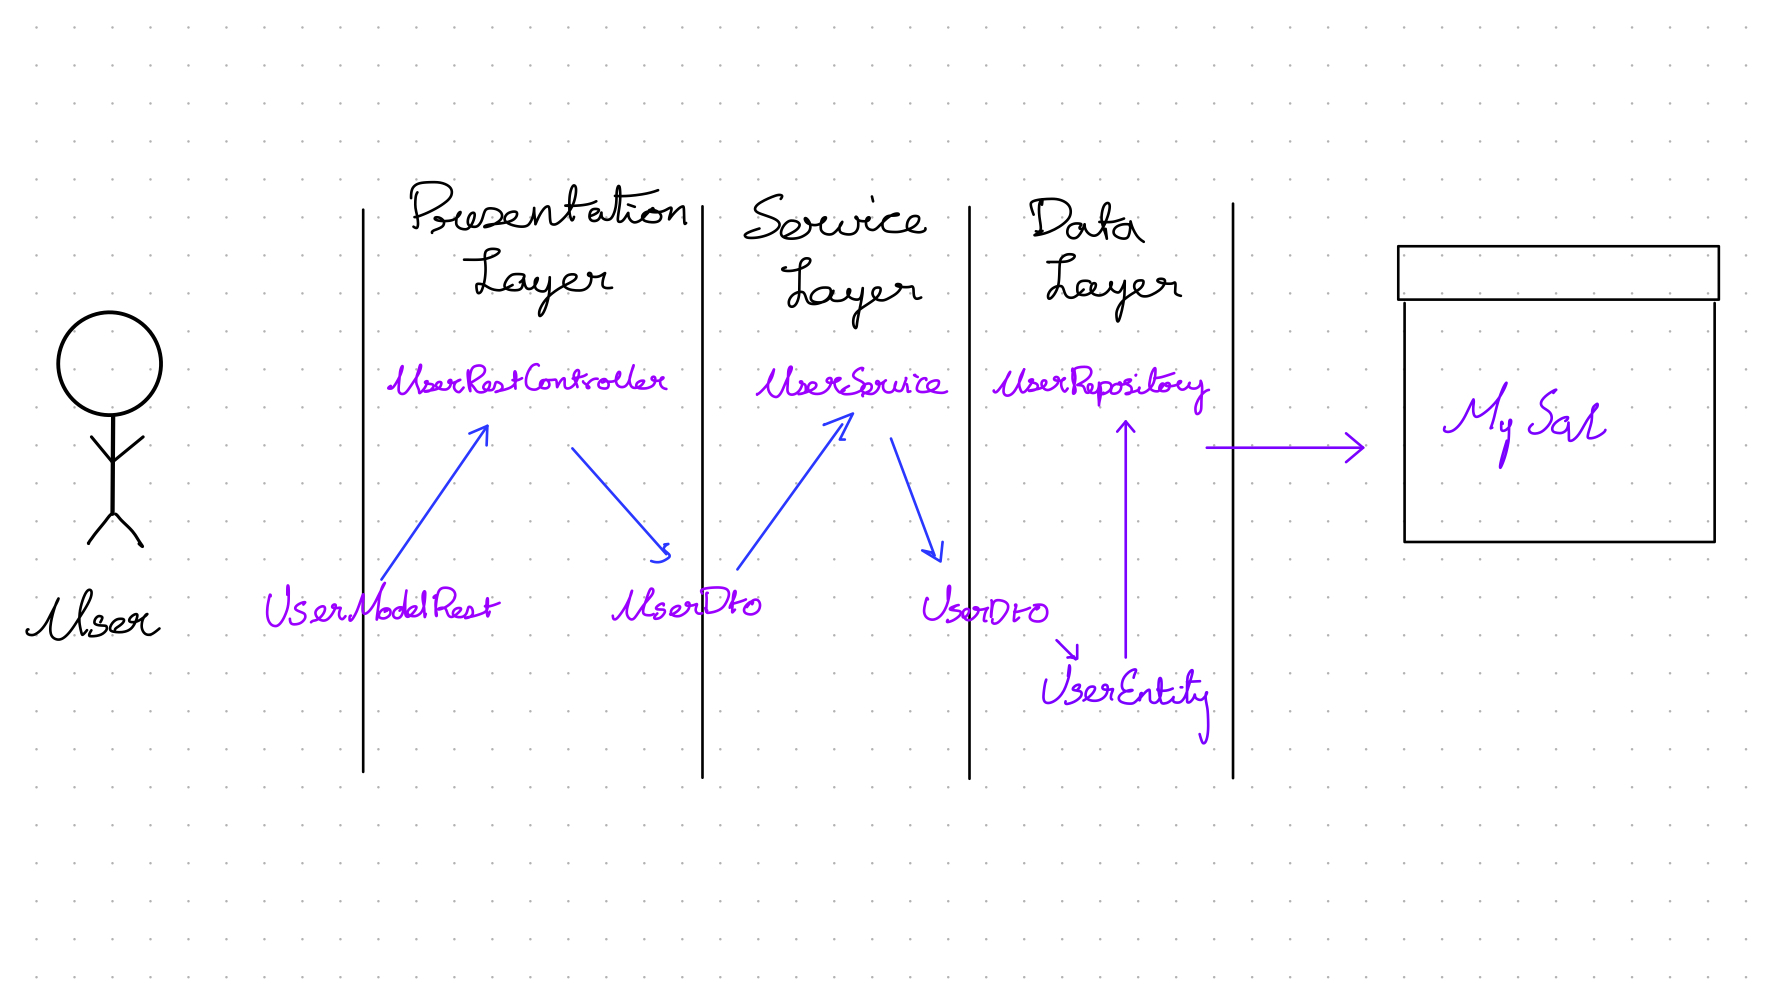 Presentation
Layer
Service
Layer
Data
Layer
UserRestController
UserService
UserRepository
My Sql
User
UserModelRest
UserDto
UserDto
UserEntity